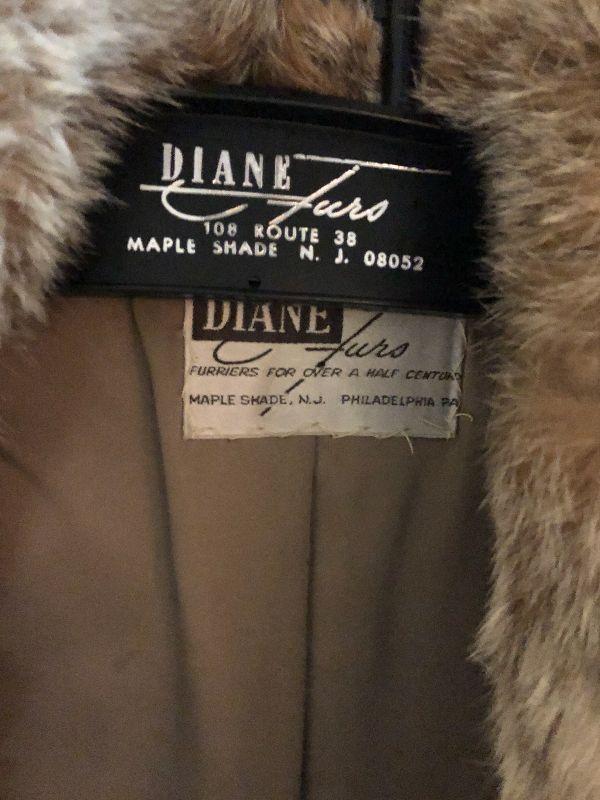 DIANE Furs
108 ROUTE 38
MAPLE SHADE N. J. 08052
DIANE Furs
FURRIERS FOR OVER A HALF CENTURY
MAPLE SHADE, N.J. PHILADELPHIA PA